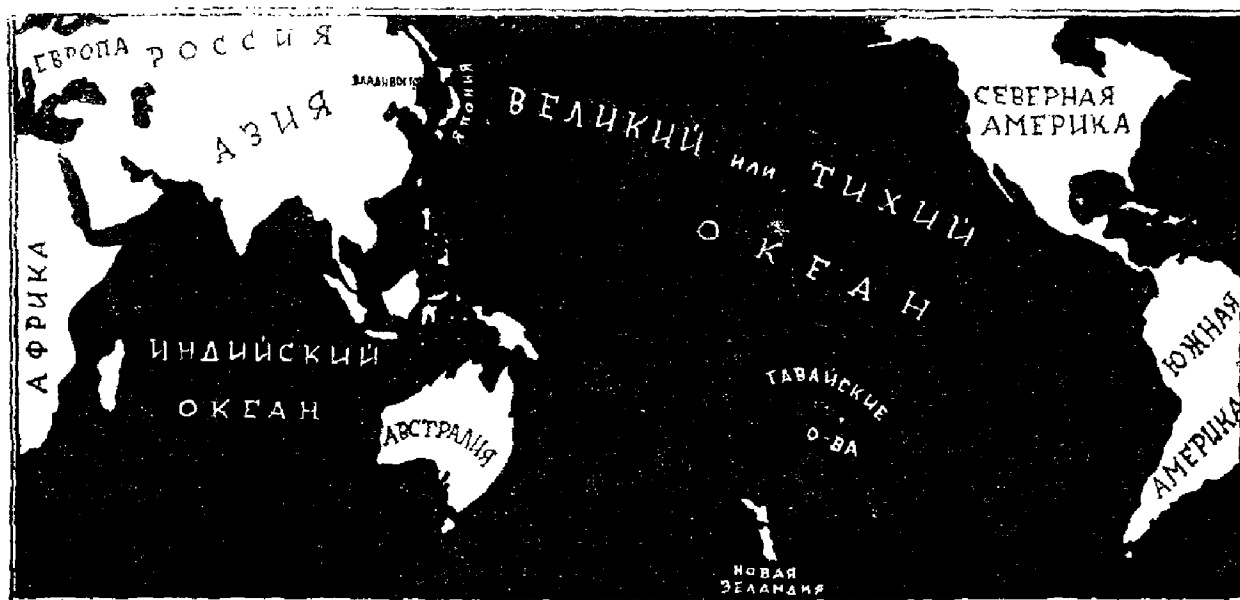 ЕВРОПА
РОССИЯ
АЗИЯ
ВЛАДИВОСТОК
ЯПОНИЯ
ВЕЛИКИЙ или ТИХИЙ
ОКЕАН
СЕВЕРНАЯ
АМЕРИКА
АФРИКА
ИНДИЙСКИЙ
ОКЕАН
АВСТРАЛИЯ
ГАВАЙСКИЕ
О-ВА
ЮЖНАЯ
АМЕРИКА
НОВАЯ
ЗЕЛАНДИЯ